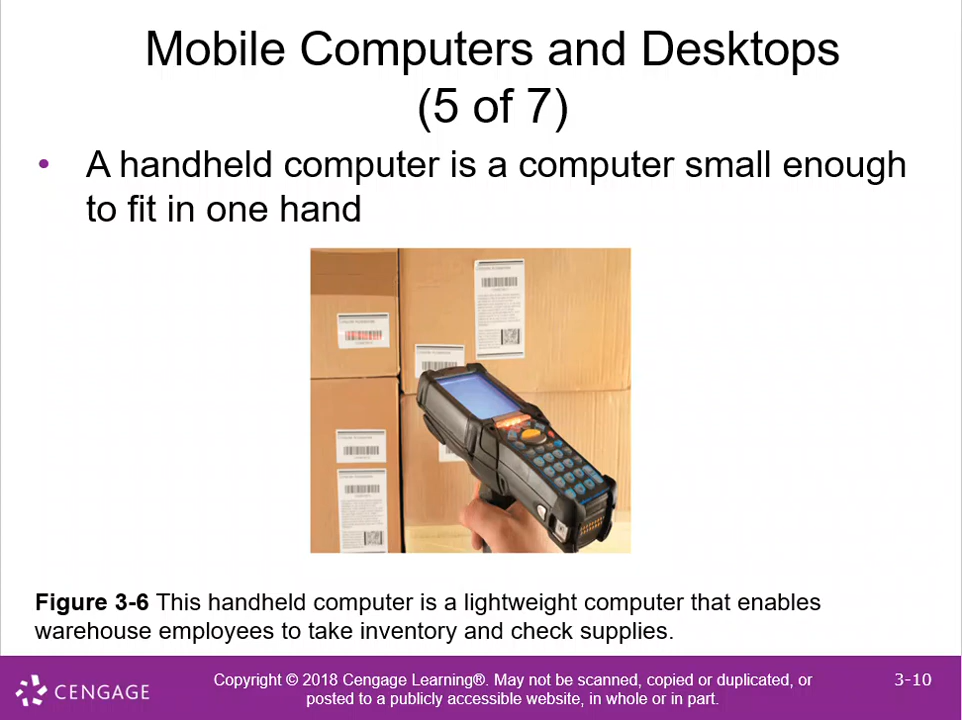 Mobile Computers and Desktops
(5 of 7)
• A handheld computer is a computer small enough
to fit in one hand
Figure 3-6 This handheld computer is a lightweight computer that enables
warehouse employees to take inventory and check supplies.
CENGAGE
Copyright © 2018 Cengage Learning®. May not be scanned, copied or duplicated, or
posted to a publicly accessible website, in whole or in part.
3-10